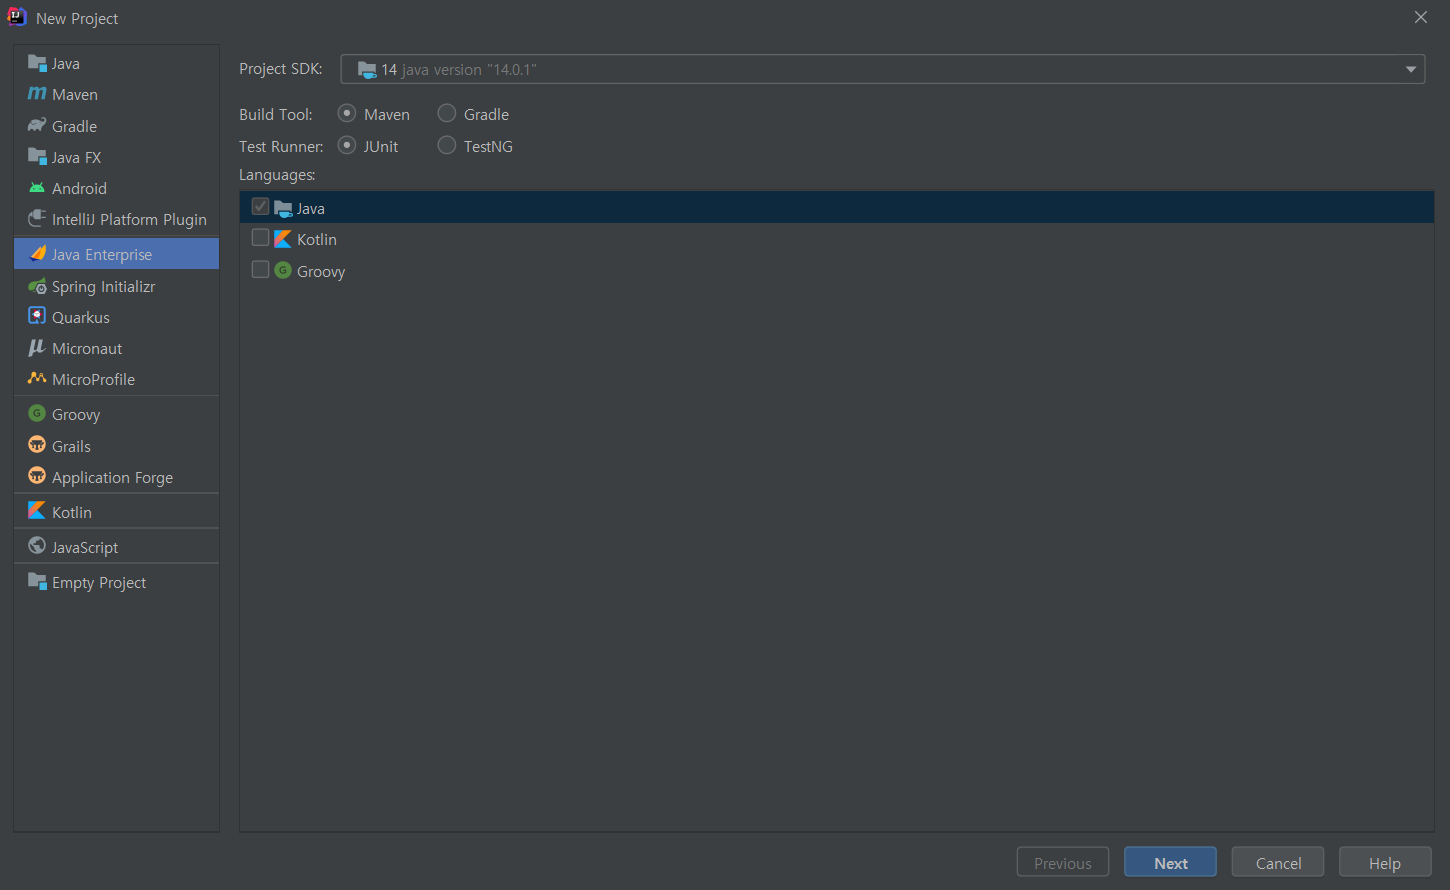 New Project
Java
Maven
Gradle
Java FX
Android
IntelliJ Platform Plugin
Java Enterprise
Spring Initializr
Quarkus
Micronaut
MicroProfile
Groovy
Grails
Application Forge
Kotlin
JavaScript
Empty Project
Project SDK: 14 java version "14.0.1"
Build Tool: Maven Gradle
Test Runner: JUnit TestNG
Languages:
Java
Kotlin
Groovy
Previous Next Cancel Help